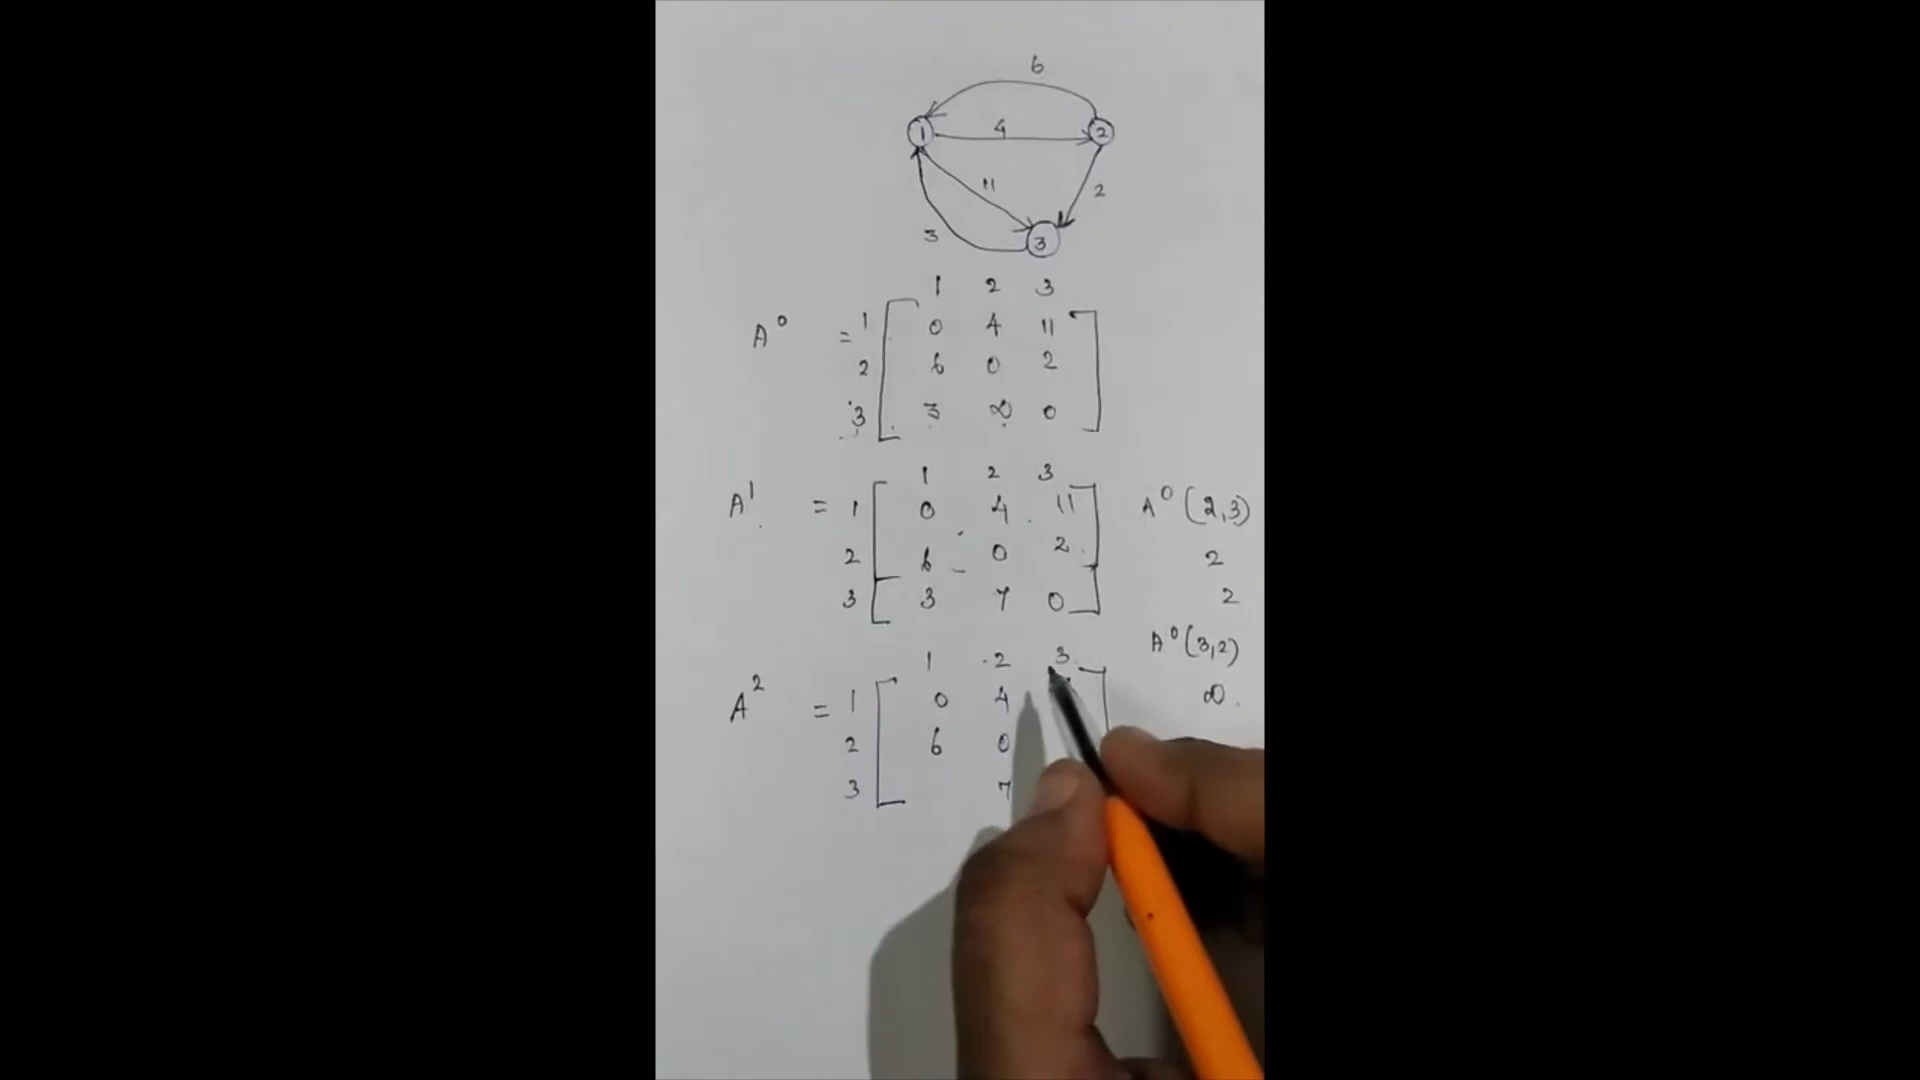 6
1 4 2
11 2
3 3
1 2 3
A⁰ = 1 0 4 11
2 6 0 2
3 3 ∞ 0
1 2 3
A¹ = 1 0 4 11 A⁰(2,3)
2 6 0 2 2
3 3 7 0 2
A⁰(3,2)
1 2 3
A² = 1 0 4 ∞
2 6 0
3 7